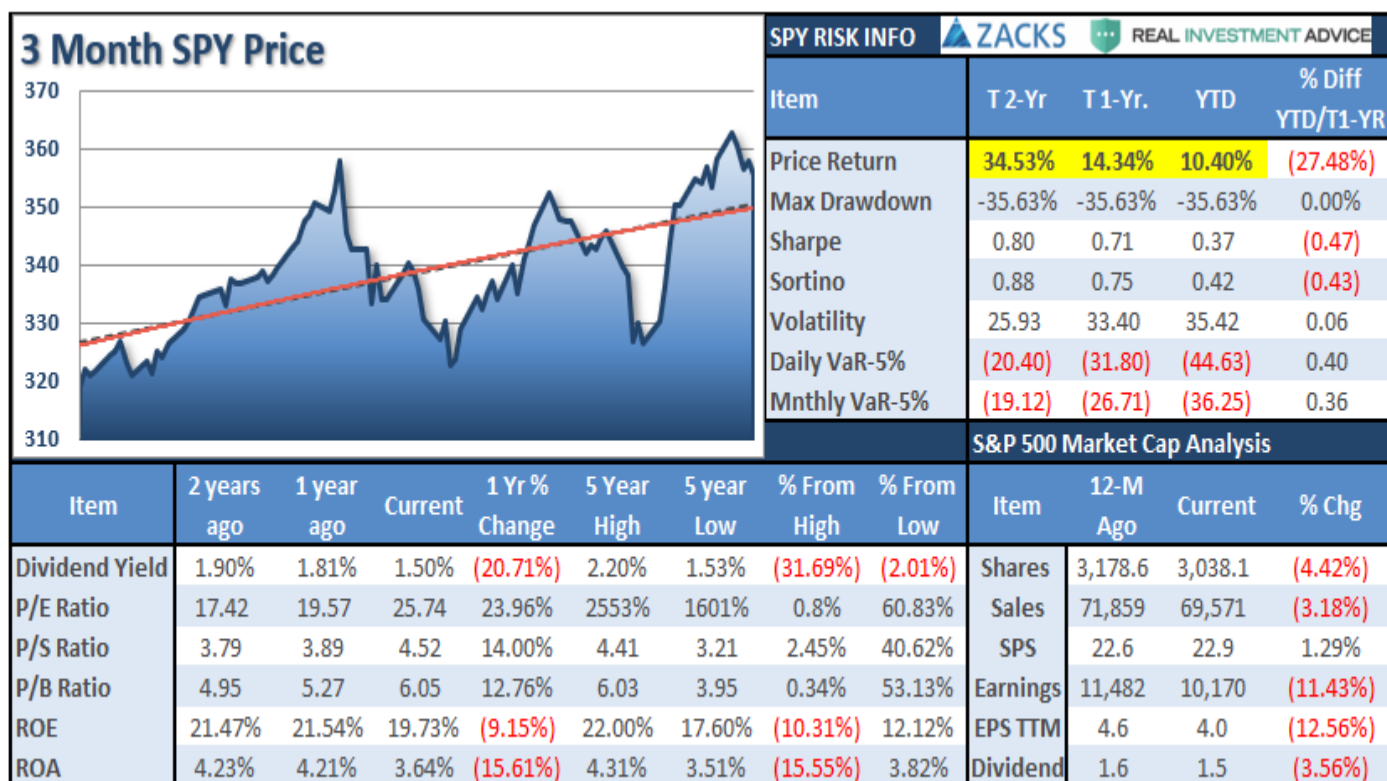 3 Month SPY Price
370
360
350
340
330
320
310
SPY RISK INFO ZACKS REAL INVESTMENT ADVICE
Item T 2-Yr T 1-Yr. YTD % Diff YTD/T1-YR
Price Return 34.53% 14.34% 10.40% (27.48%)
Max Drawdown -35.63% -35.63% -35.63% 0.00%
Sharpe 0.80 0.71 0.37 (0.47)
Sortino 0.88 0.75 0.42 (0.43)
Volatility 25.93 33.40 35.42 0.06
Daily VaR-5% (20.40) (31.80) (44.63) 0.40
Mnthly VaR-5% (19.12) (26.71) (36.25) 0.36
S&P 500 Market Cap Analysis
Item 2 years ago 1 year ago Current 1 Yr % Change 5 Year High 5 year Low % From High % From Low
Dividend Yield 1.90% 1.81% 1.50% (20.71%) 2.20% 1.53% (31.69%) (2.01%)
P/E Ratio 17.42 19.57 25.74 23.96% 2553% 1601% 0.8% 60.83%
P/S Ratio 3.79 3.89 4.52 14.00% 4.41 3.21 2.45% 40.62%
P/B Ratio 4.95 5.27 6.05 12.76% 6.03 3.95 0.34% 53.13%
ROE 21.47% 21.54% 19.73% (9.15%) 22.00% 17.60% (10.31%) 12.12%
ROA 4.23% 4.21% 3.64% (15.61%) 4.31% 3.51% (15.55%) 3.82%
Item 12-M Ago Current % Chg
Shares 3,178.6 3,038.1 (4.42%)
Sales 71,859 69,571 (3.18%)
SPS 22.6 22.9 1.29%
Earnings 11,482 10,170 (11.43%)
EPS TTM 4.6 4.0 (12.56%)
Dividend 1.6 1.5 (3.56%)